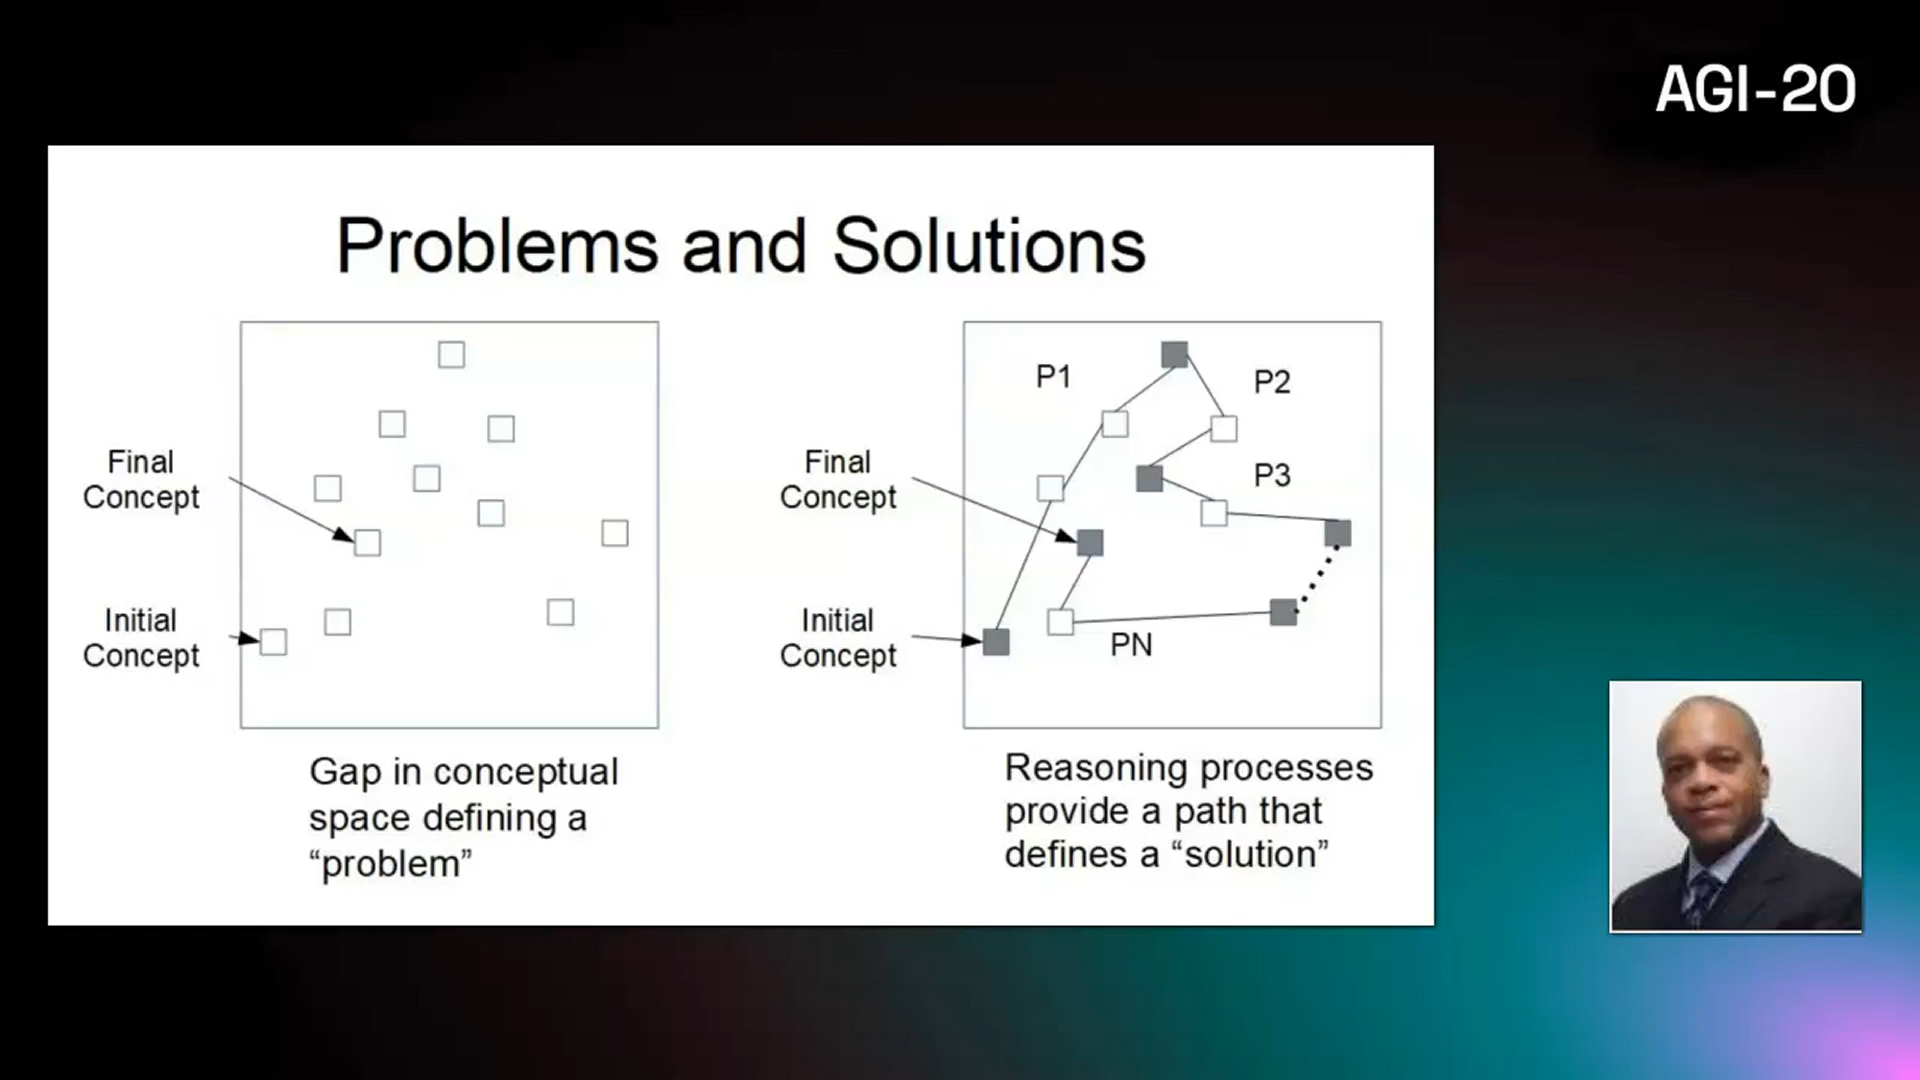 AGI-20
Problems and Solutions
Final
Concept
Initial
Concept
Gap in conceptual
space defining a
“problem”
P1
P2
Final
Concept
P3
Initial
Concept
PN
Reasoning processes
provide a path that
defines a “solution”